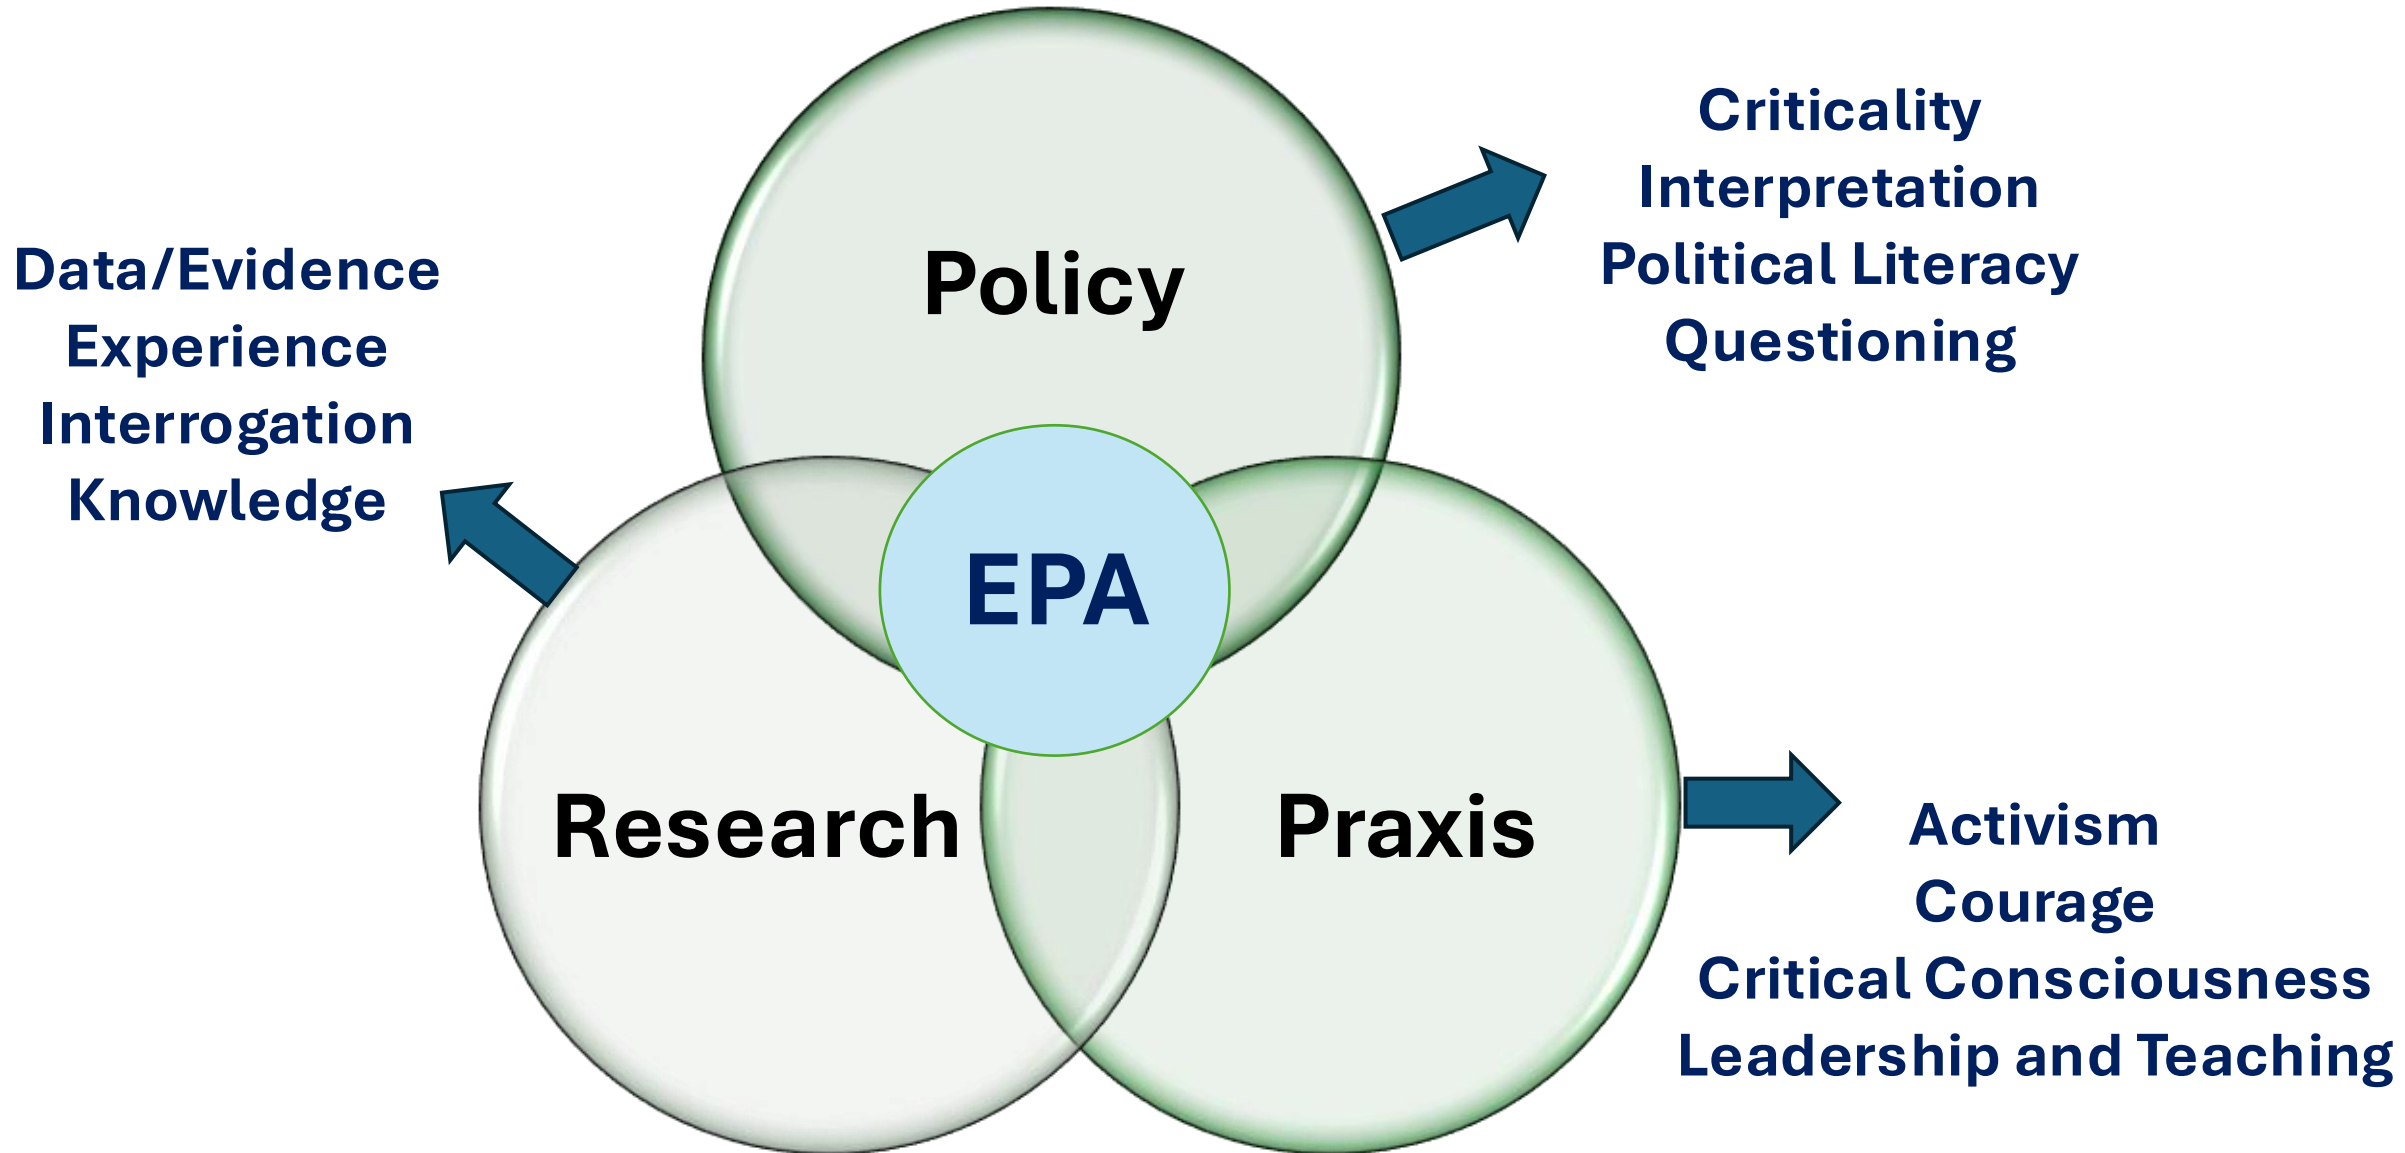 Policy
Criticality
Interpretation
Political Literacy
Questioning
Data/Evidence
Experience
Interrogation
Knowledge
EPA
Research
Praxis
Activism
Courage
Critical Consciousness
Leadership and Teaching